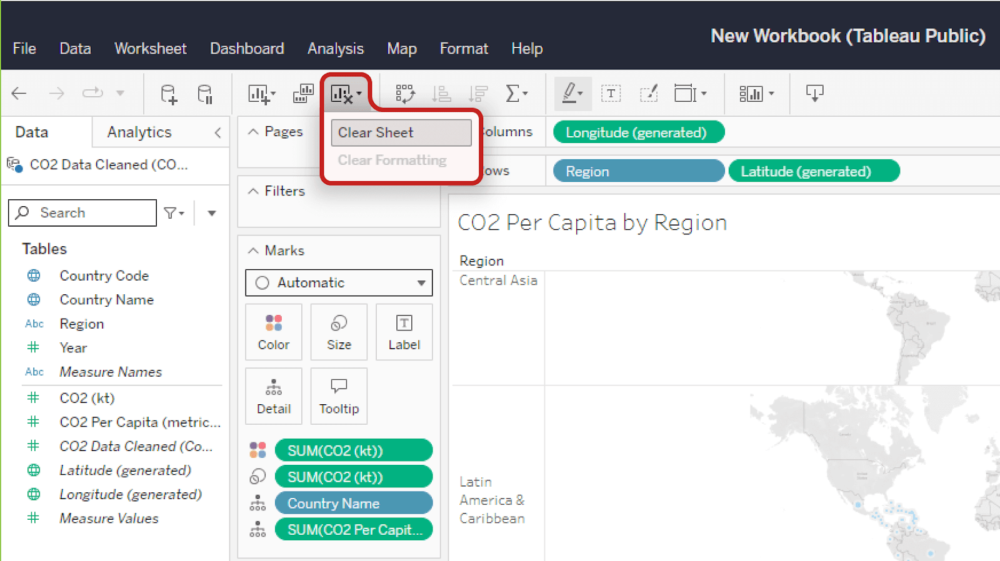 New Workbook (Tableau Public)
File Data Worksheet Dashboard Analysis Map Format Help
Data Analytics
CO2 Data Cleaned (CO...
Search
Tables
Country Code
Country Name
Abc Region
Year
Abc Measure Names
CO2 (kt)
CO2 Per Capita (metric...
CO2 Data Cleaned (Co...
Latitude (generated)
Longitude (generated)
Measure Values
Pages
Filters
Marks
Automatic
Color Size Label
Detail Tooltip
SUM(CO2 (kt))
SUM(CO2 (kt))
Country Name
SUM(CO2 Per Capit...
Clear Sheet
Clear Formatting
olumns Longitude (generated)
ows Region Latitude (generated)
CO2 Per Capita by Region
Region
Central Asia
Latin
America &
Caribbean